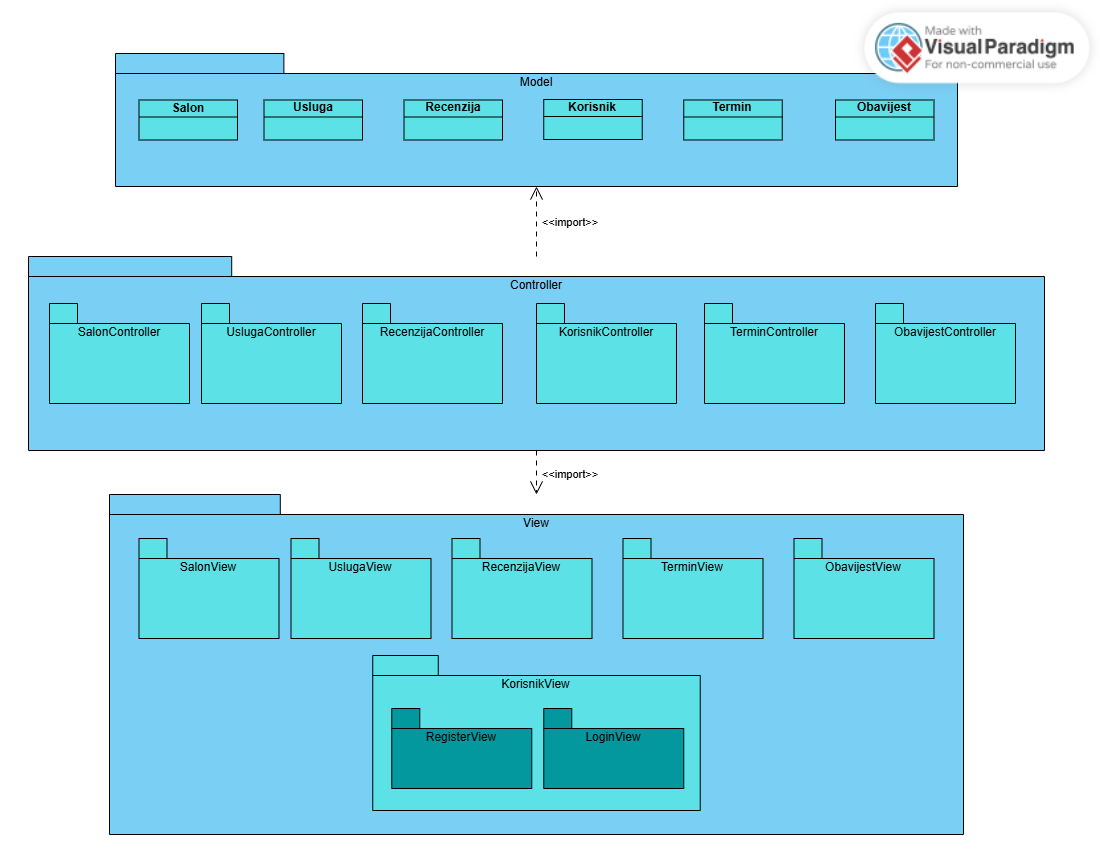 Made with
Visual Paradigm
For non-commercial use
Model
Salon
Usluga
Recenzija
Korisnik
Termin
Obavijest
<<import>>
Controller
SalonController
UslugaController
RecenzijaController
KorisnikController
TerminController
ObavijestController
<<import>>
View
SalonView
UslugaView
RecenzijaView
TerminView
ObavijestView
KorisnikView
RegisterView
LoginView